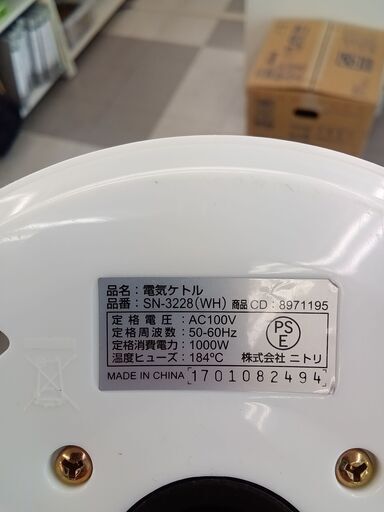 品名：電気ケトル
品番：SN-3228(WH) 商品CD：8971195
定格電圧：AC100V
定格周波数：50-60Hz
定格消費電力：1000W
温度ヒューズ：184℃
PSE
株式会社ニトリ
MADE IN CHINA
1701082494